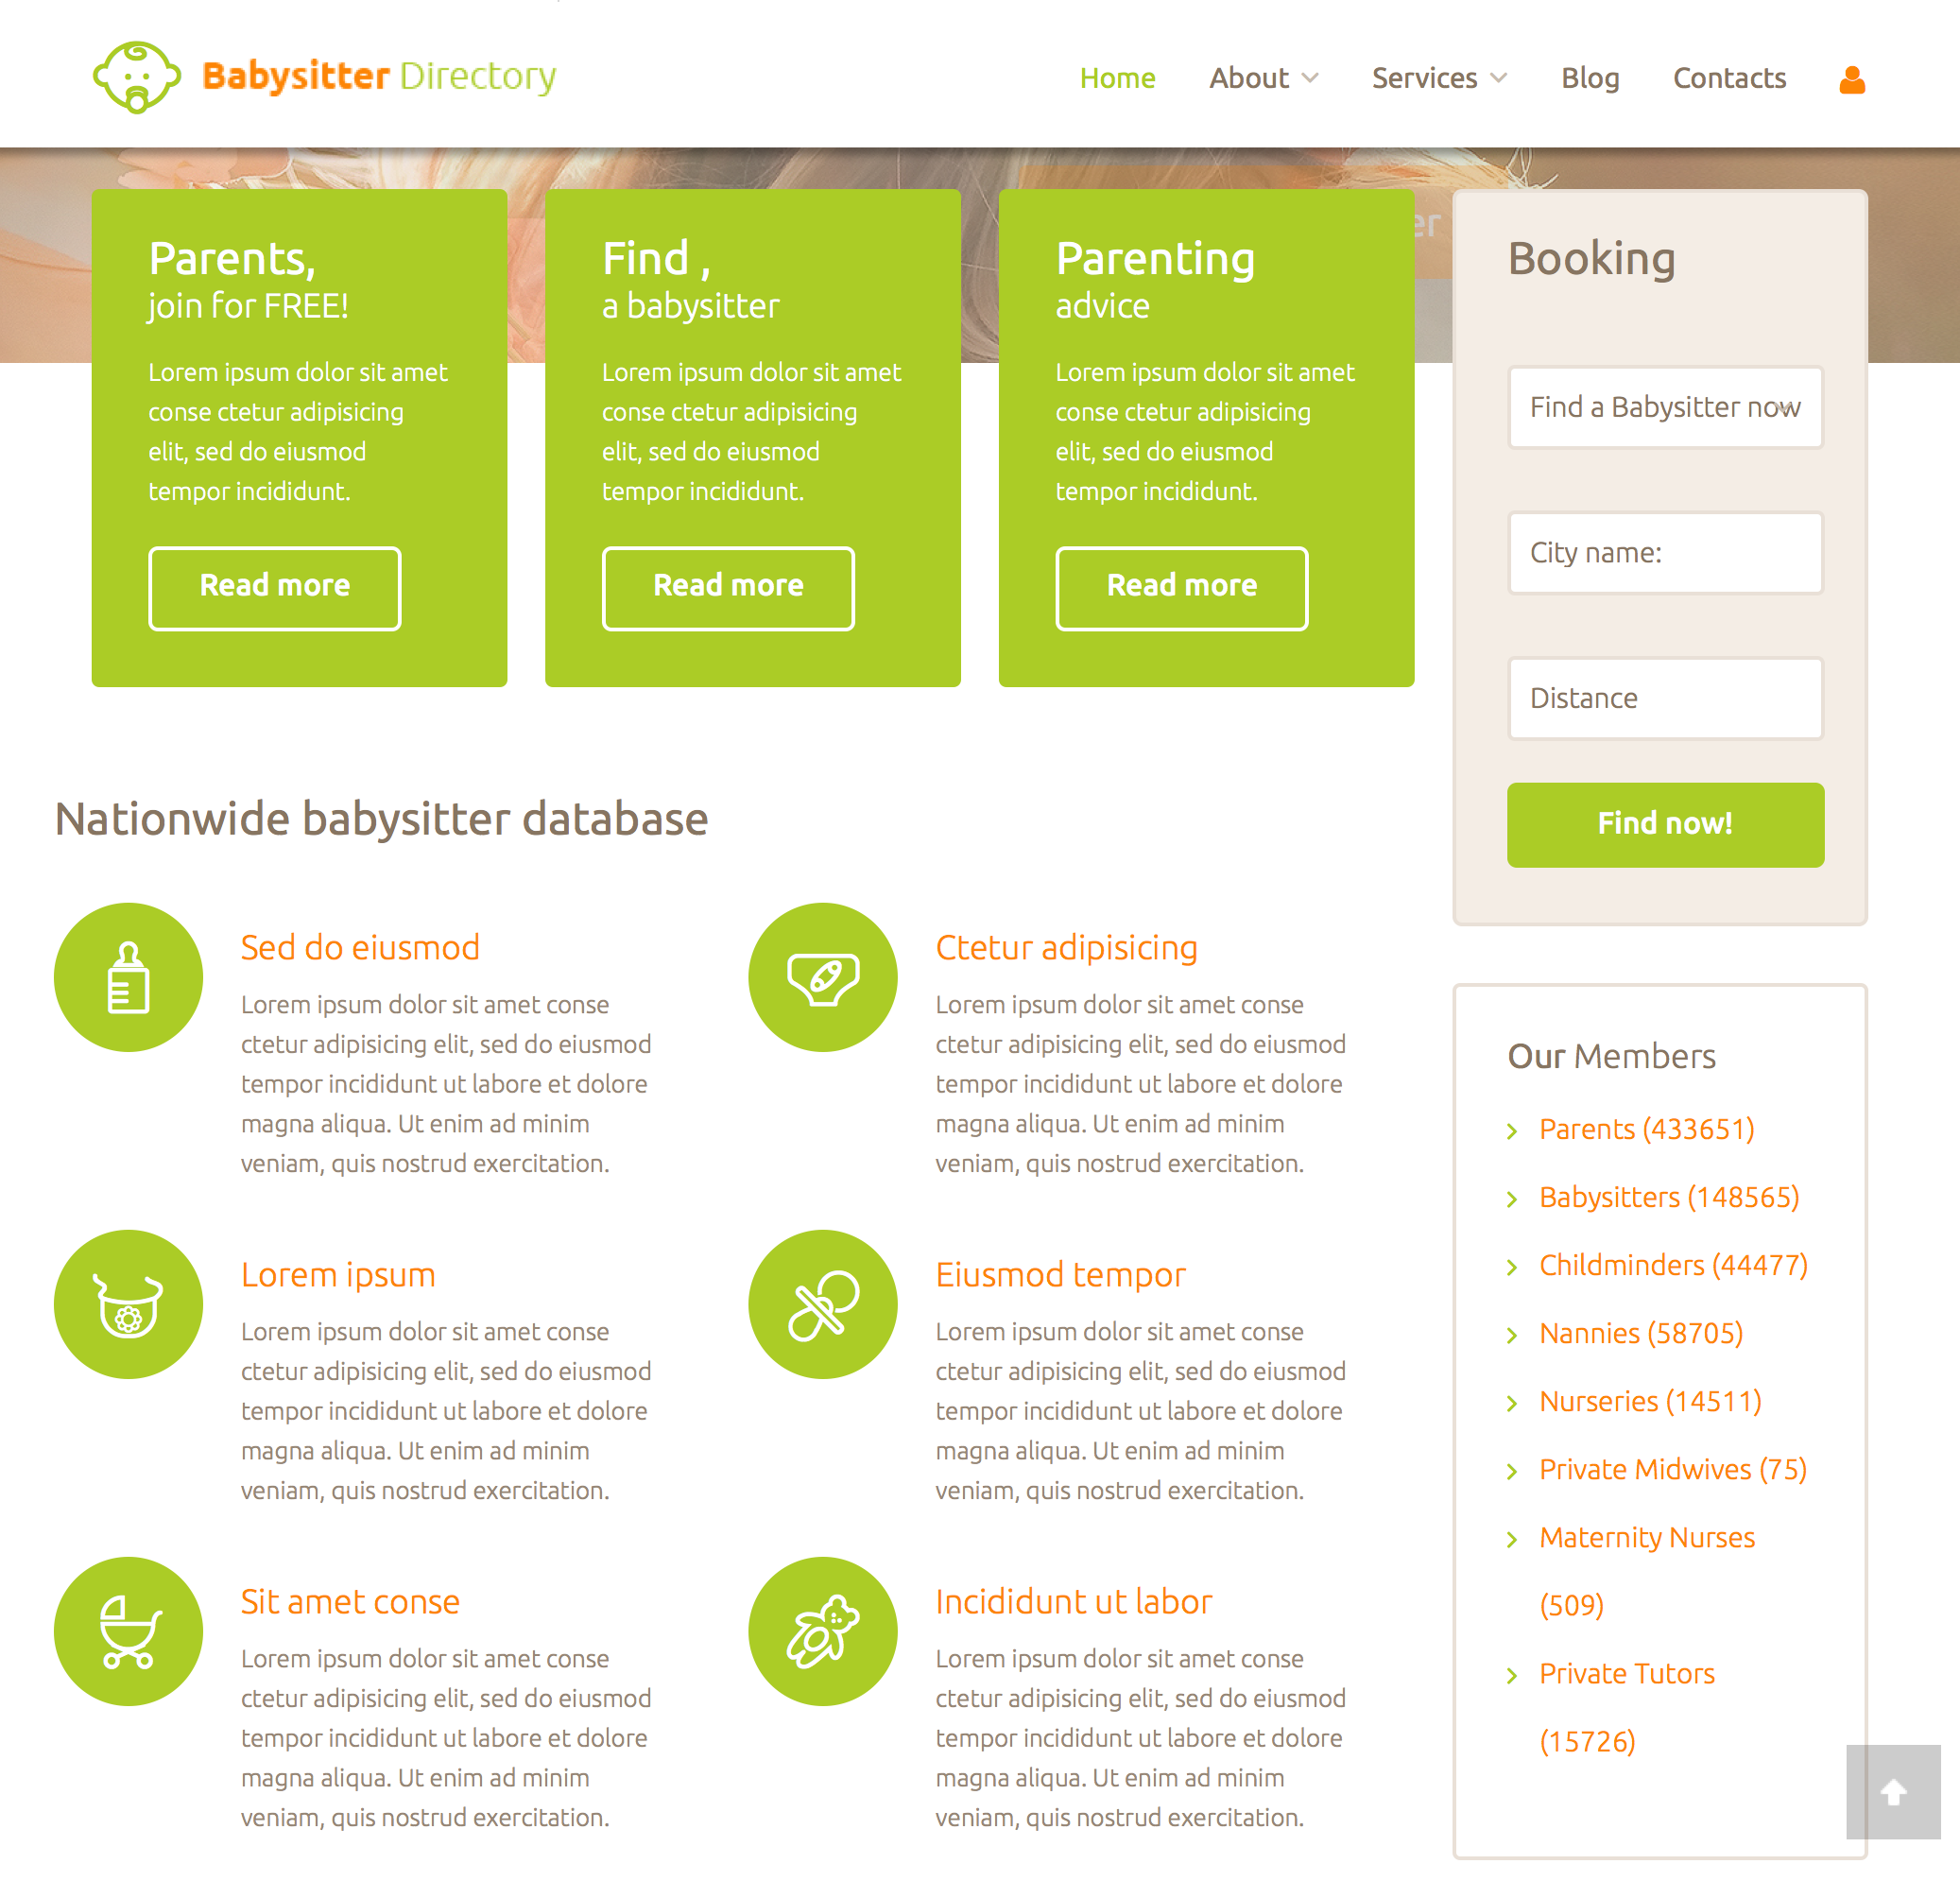 Babysitter Directory
Home About Services Blog Contacts
er
Parents,
join for FREE!
Lorem ipsum dolor sit amet
conse ctetur adipisicing
elit, sed do eiusmod
tempor incididunt.
Read more
Find ,
a babysitter
Lorem ipsum dolor sit amet
conse ctetur adipisicing
elit, sed do eiusmod
tempor incididunt.
Read more
Parenting
advice
Lorem ipsum dolor sit amet
conse ctetur adipisicing
elit, sed do eiusmod
tempor incididunt.
Read more
Booking
Find a Babysitter now
City name:
Distance
Find now!
Nationwide babysitter database
Sed do eiusmod
Lorem ipsum dolor sit amet conse
ctetur adipisicing elit, sed do eiusmod
tempor incididunt ut labore et dolore
magna aliqua. Ut enim ad minim
veniam, quis nostrud exercitation.
Ctetur adipisicing
Lorem ipsum dolor sit amet conse
ctetur adipisicing elit, sed do eiusmod
tempor incididunt ut labore et dolore
magna aliqua. Ut enim ad minim
veniam, quis nostrud exercitation.
Lorem ipsum
Lorem ipsum dolor sit amet conse
ctetur adipisicing elit, sed do eiusmod
tempor incididunt ut labore et dolore
magna aliqua. Ut enim ad minim
veniam, quis nostrud exercitation.
Eiusmod tempor
Lorem ipsum dolor sit amet conse
ctetur adipisicing elit, sed do eiusmod
tempor incididunt ut labore et dolore
magna aliqua. Ut enim ad minim
veniam, quis nostrud exercitation.
Sit amet conse
Lorem ipsum dolor sit amet conse
ctetur adipisicing elit, sed do eiusmod
tempor incididunt ut labore et dolore
magna aliqua. Ut enim ad minim
veniam, quis nostrud exercitation.
Incididunt ut labor
Lorem ipsum dolor sit amet conse
ctetur adipisicing elit, sed do eiusmod
tempor incididunt ut labore et dolore
magna aliqua. Ut enim ad minim
veniam, quis nostrud exercitation.
Our Members
Parents (433651)
Babysitters (148565)
Childminders (44477)
Nannies (58705)
Nurseries (14511)
Private Midwives (75)
Maternity Nurses
(509)
Private Tutors
(15726)